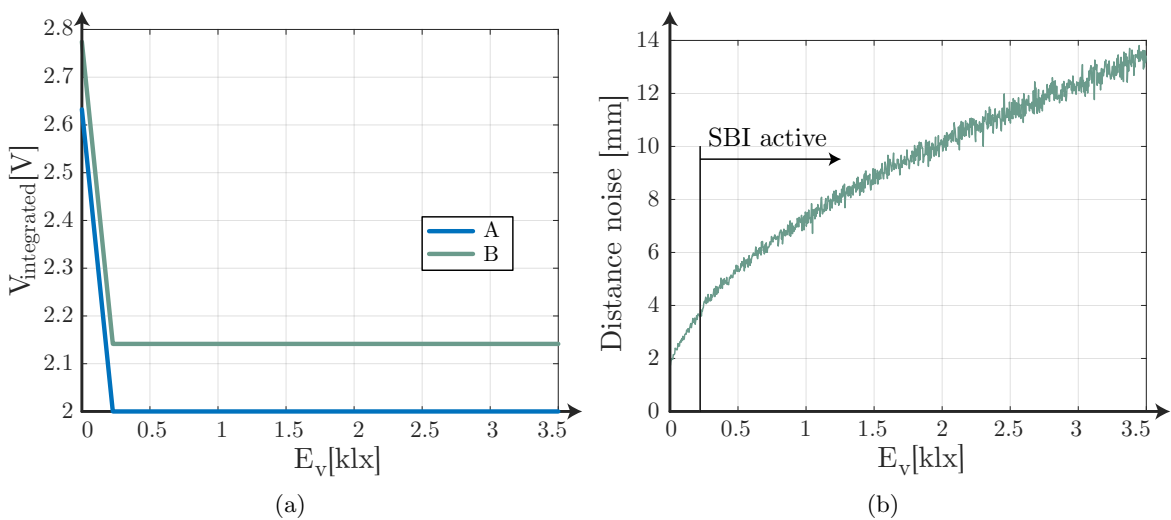 2.8
2.7
2.6
2.5
2.4
2.3
2.2
2.1
2
V_integrated[V]
A
B
0 0.5 1 1.5 2 2.5 3 3.5
E_v[klx]
(a)
14
12
10
8
6
4
2
0
Distance noise [mm]
SBI active
0 0.5 1 1.5 2 2.5 3 3.5
E_v[klx]
(b)